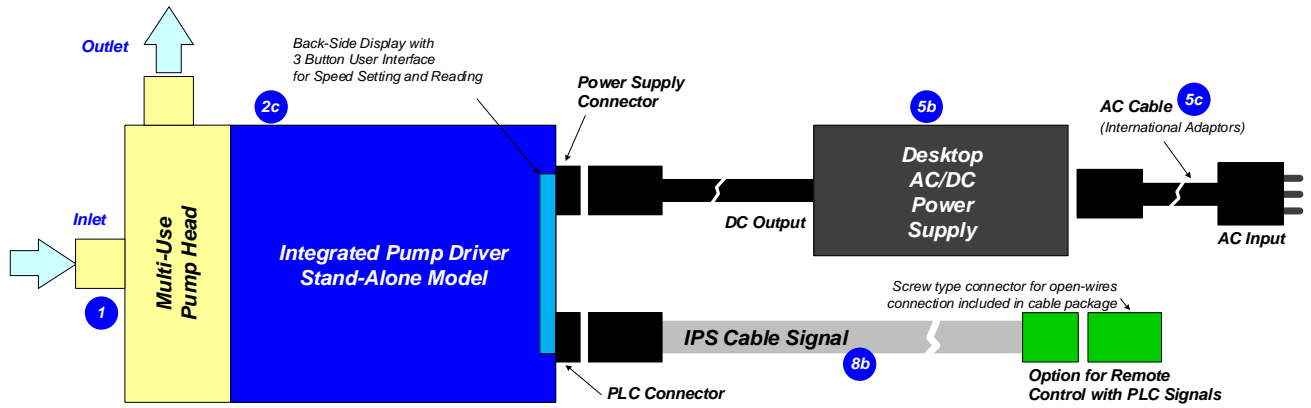 Outlet
Inlet
1
Multi-Use
Pump Head
2c
Integrated Pump Driver
Stand-Alone Model
Back-Side Display with
3 Button User Interface
for Speed Setting and Reading
Power Supply
Connector
DC Output
5b
Desktop
AC/DC
Power
Supply
AC Cable
5c
(International Adaptors)
AC Input
PLC Connector
IPS Cable Signal
8b
Screw type connector for open-wires
connection included in cable package
Option for Remote
Control with PLC Signals